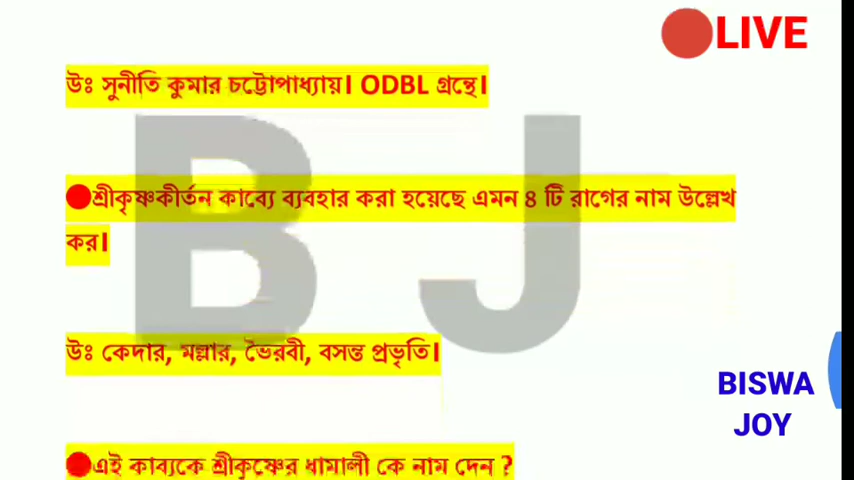 LIVE
উঃ সুনীতি কুমার চট্টোপাধ্যায়। ODBL গ্রন্থে।
শ্রীকৃষ্ণকীর্তন কাব্যে ব্যবহার করা হয়েছে এমন ৪ টি রাগের নাম উল্লেখ
কর।
উঃ কেদার, মল্লার, ভৈরবী, বসন্ত প্রভৃতি।
এই কাব্যকে শ্রীকৃষ্ণের ধামালী কে নাম দেন ?
B J
BISWA
JOY